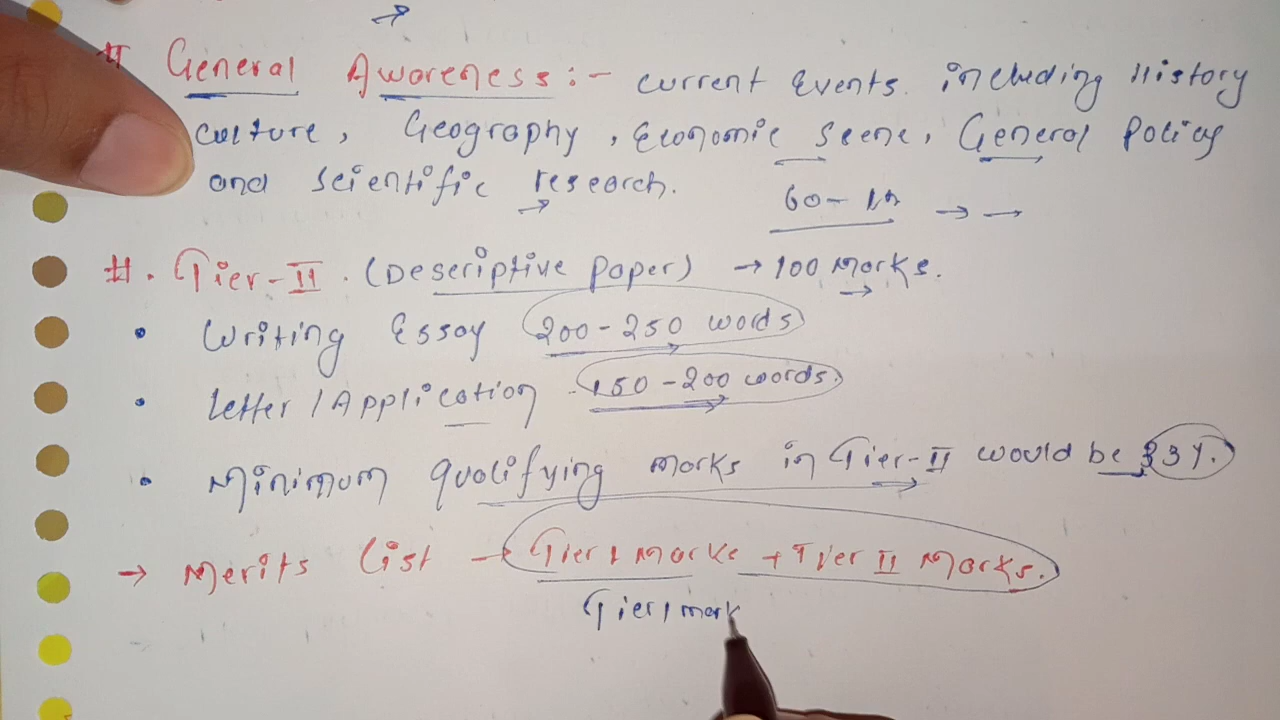 # General Awareness :- current Events. including History
culture, Geography, Economic Scene, General Policy
and scientific research.
60-
#. Tier-II. (Descriptive Paper) → 100 Marks.
• Writing Essay (200-250 words)
• Letter / Application (150-200 words.)
• Minimum qualifying marks in Tier-II would be 33%.
→ Merits List → Tier 1 Marks + Tier II Marks.
Tier 1 mark